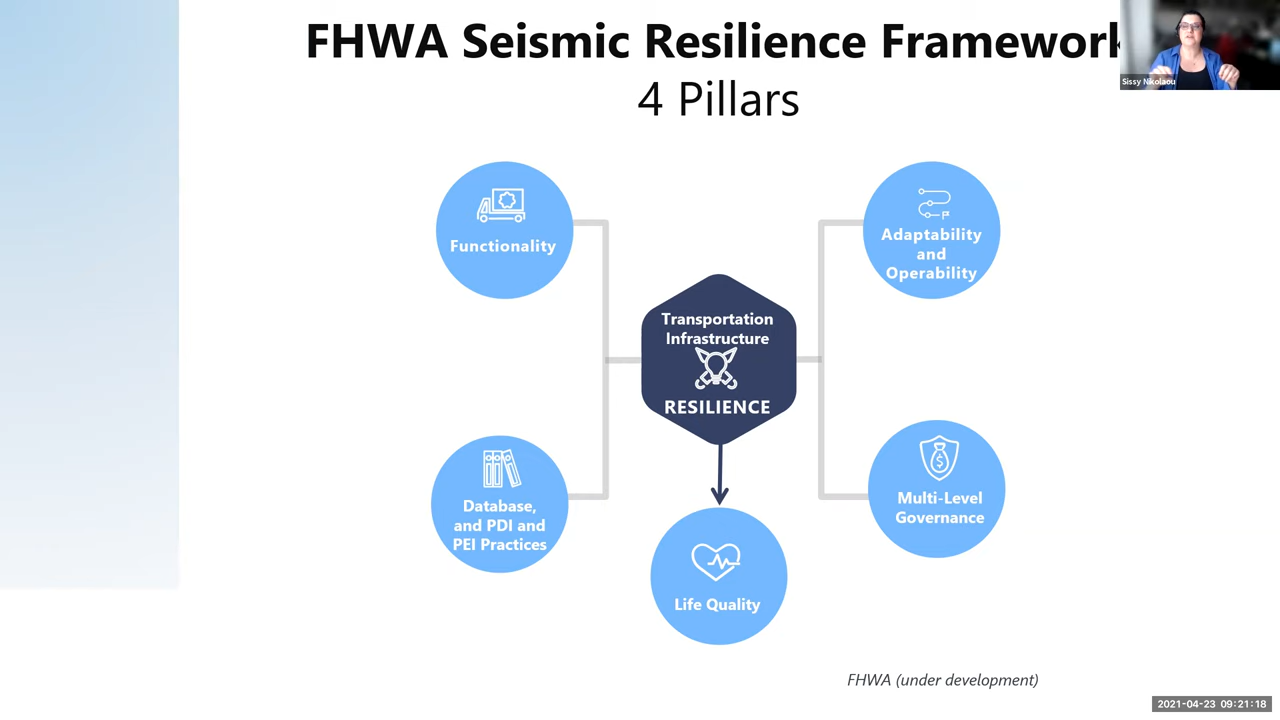 FHWA Seismic Resilience Framework
4 Pillars
Sissy Nikolaou
Functionality
Adaptability
and
Operability
Transportation
Infrastructure
RESILIENCE
Database,
and PDI and
PEI Practices
Multi-Level
Governance
Life Quality
FHWA (under development)
2021-04-23 09:21:18